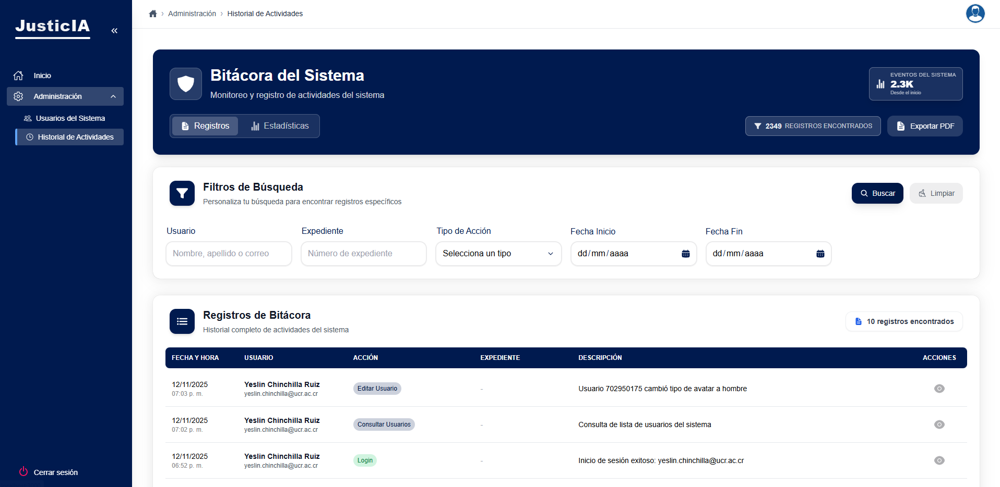 JusticIA
«
Inicio
Administración
Usuarios del Sistema
Historial de Actividades
Cerrar sesión
› Administración › Historial de Actividades
Bitácora del Sistema
Monitoreo y registro de actividades del sistema
EVENTOS DEL SISTEMA
2.3K
Desde el inicio
Registros Estadísticas
2349 REGISTROS ENCONTRADOS
Exportar PDF
Filtros de Búsqueda
Personaliza tu búsqueda para encontrar registros específicos
Buscar Limpiar
Usuario Expediente Tipo de Acción Fecha Inicio Fecha Fin
Nombre, apellido o correo Número de expediente Selecciona un tipo dd/mm/aaaa dd/mm/aaaa
Registros de Bitácora
Historial completo de actividades del sistema
10 registros encontrados
FECHA Y HORA USUARIO ACCIÓN EXPEDIENTE DESCRIPCIÓN ACCIONES
12/11/2025 Yeslin Chinchilla Ruiz
07:03 p. m. yeslin.chinchilla@ucr.ac.cr
Editar Usuario - Usuario 702950175 cambió tipo de avatar a hombre
12/11/2025 Yeslin Chinchilla Ruiz
07:02 p. m. yeslin.chinchilla@ucr.ac.cr
Consultar Usuarios - Consulta de lista de usuarios del sistema
12/11/2025 Yeslin Chinchilla Ruiz
06:52 p. m. yeslin.chinchilla@ucr.ac.cr
Login - Inicio de sesión exitoso: yeslin.chinchilla@ucr.ac.cr